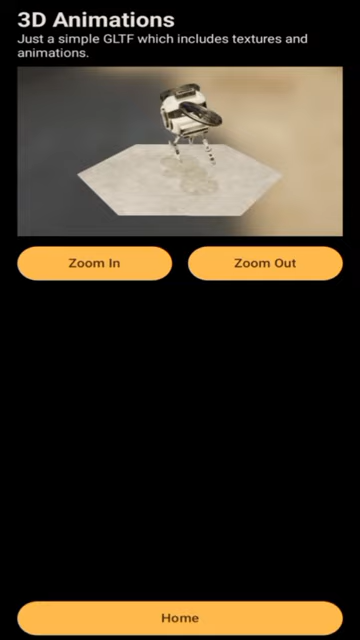 3D Animations
Just a simple GLTF which includes textures and
animations.
Zoom In
Zoom Out
Home